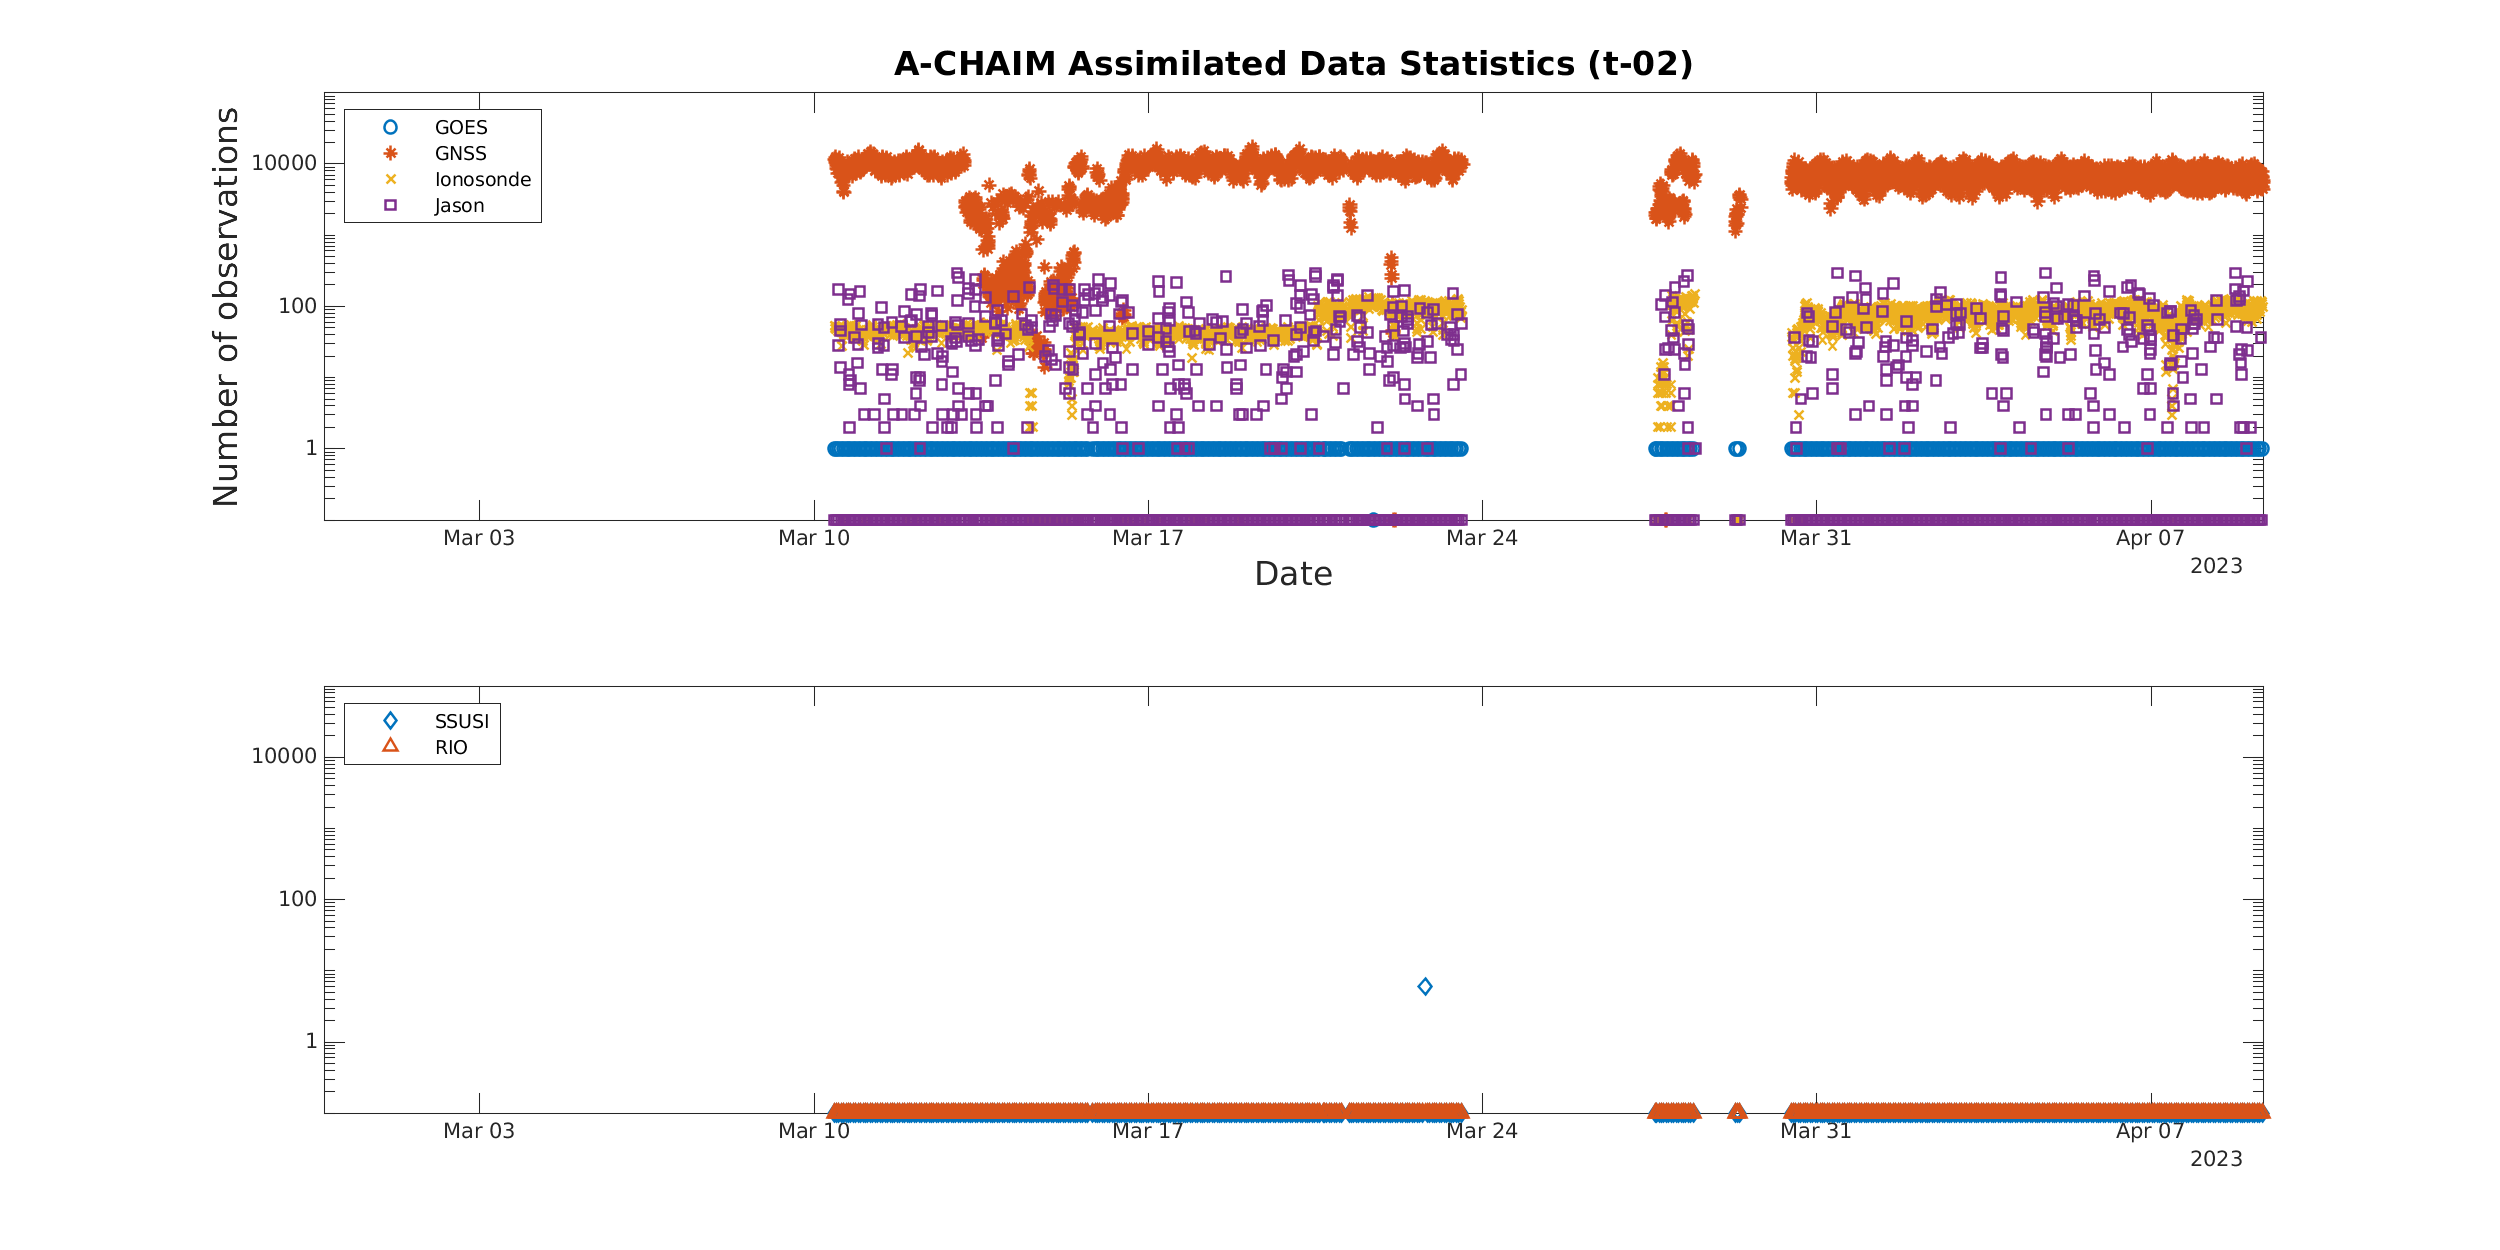 A-CHAIM Assimilated Data Statistics (t-02)
Number of observations
10000
100
1
GOES
GNSS
Ionosonde
Jason
Mar 03
Mar 10
Mar 17
Mar 24
Mar 31
Apr 07
2023
Date
10000
100
1
SSUSI
RIO
Mar 03
Mar 10
Mar 17
Mar 24
Mar 31
Apr 07
2023